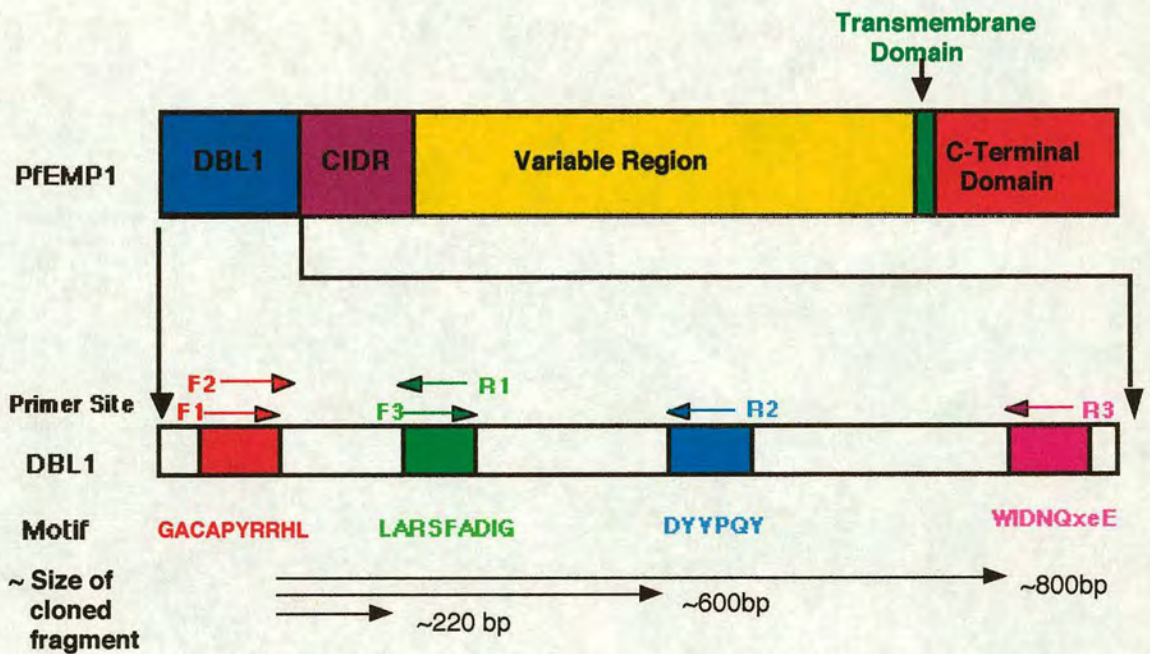 Transmembrane
Domain
PfEMP1
DBL1
CIDR
Variable Region
C-Terminal
Domain
Primer Site
F2
R1
F1
F3
R2
R3
DBL1
Motif
GACAPYRRHL
LARSFADIG
DYVPQY
WIDNQxeE
~ Size of
cloned
fragment
~220 bp
~600bp
~800bp